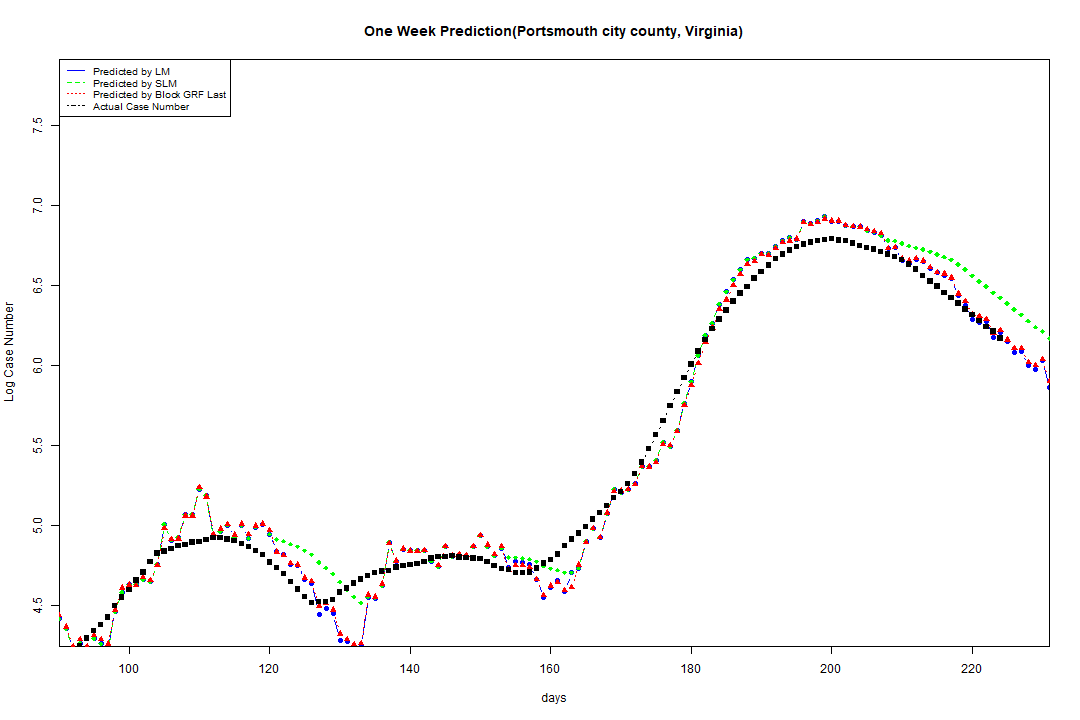 One Week Prediction(Portsmouth city county, Virginia)
Predicted by LM
Predicted by SLM
Predicted by Block GRF Last
Actual Case Number
7.5
7.0
6.5
6.0
5.5
5.0
4.5
Log Case Number
100
120
140
160
180
200
220
days